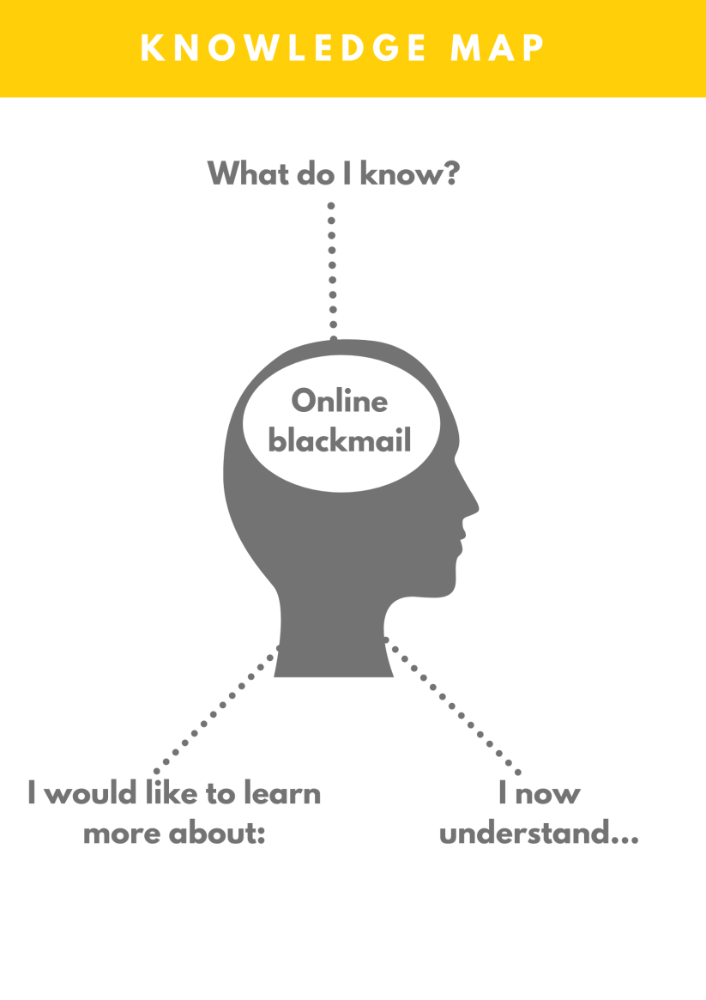 KNOWLEDGE MAP
What do I know?
Online
blackmail
I would like to learn
more about:
I now
understand...